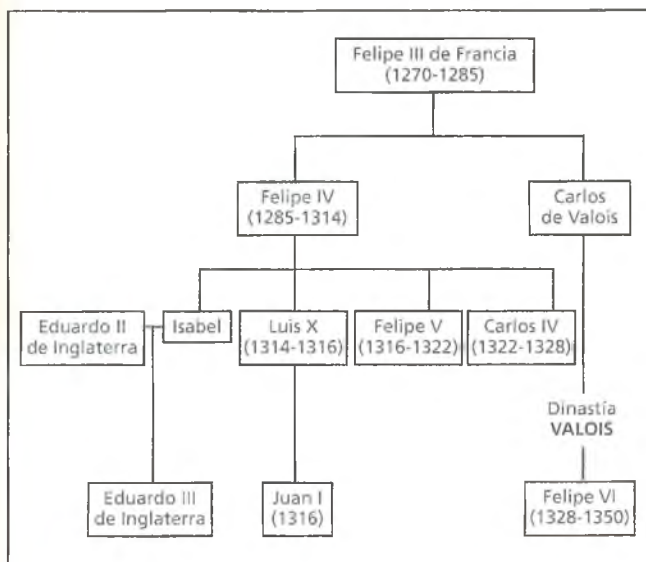 Felipe III de Francia
(1270-1285)
Felipe IV
(1285-1314)
Carlos
de Valois
Eduardo II
de Inglaterra
Isabel
Luis X
(1314-1316)
Felipe V
(1316-1322)
Carlos IV
(1322-1328)
Dinastía
VALOIS
Eduardo III
de Inglaterra
Juan I
(1316)
Felipe VI
(1328-1350)